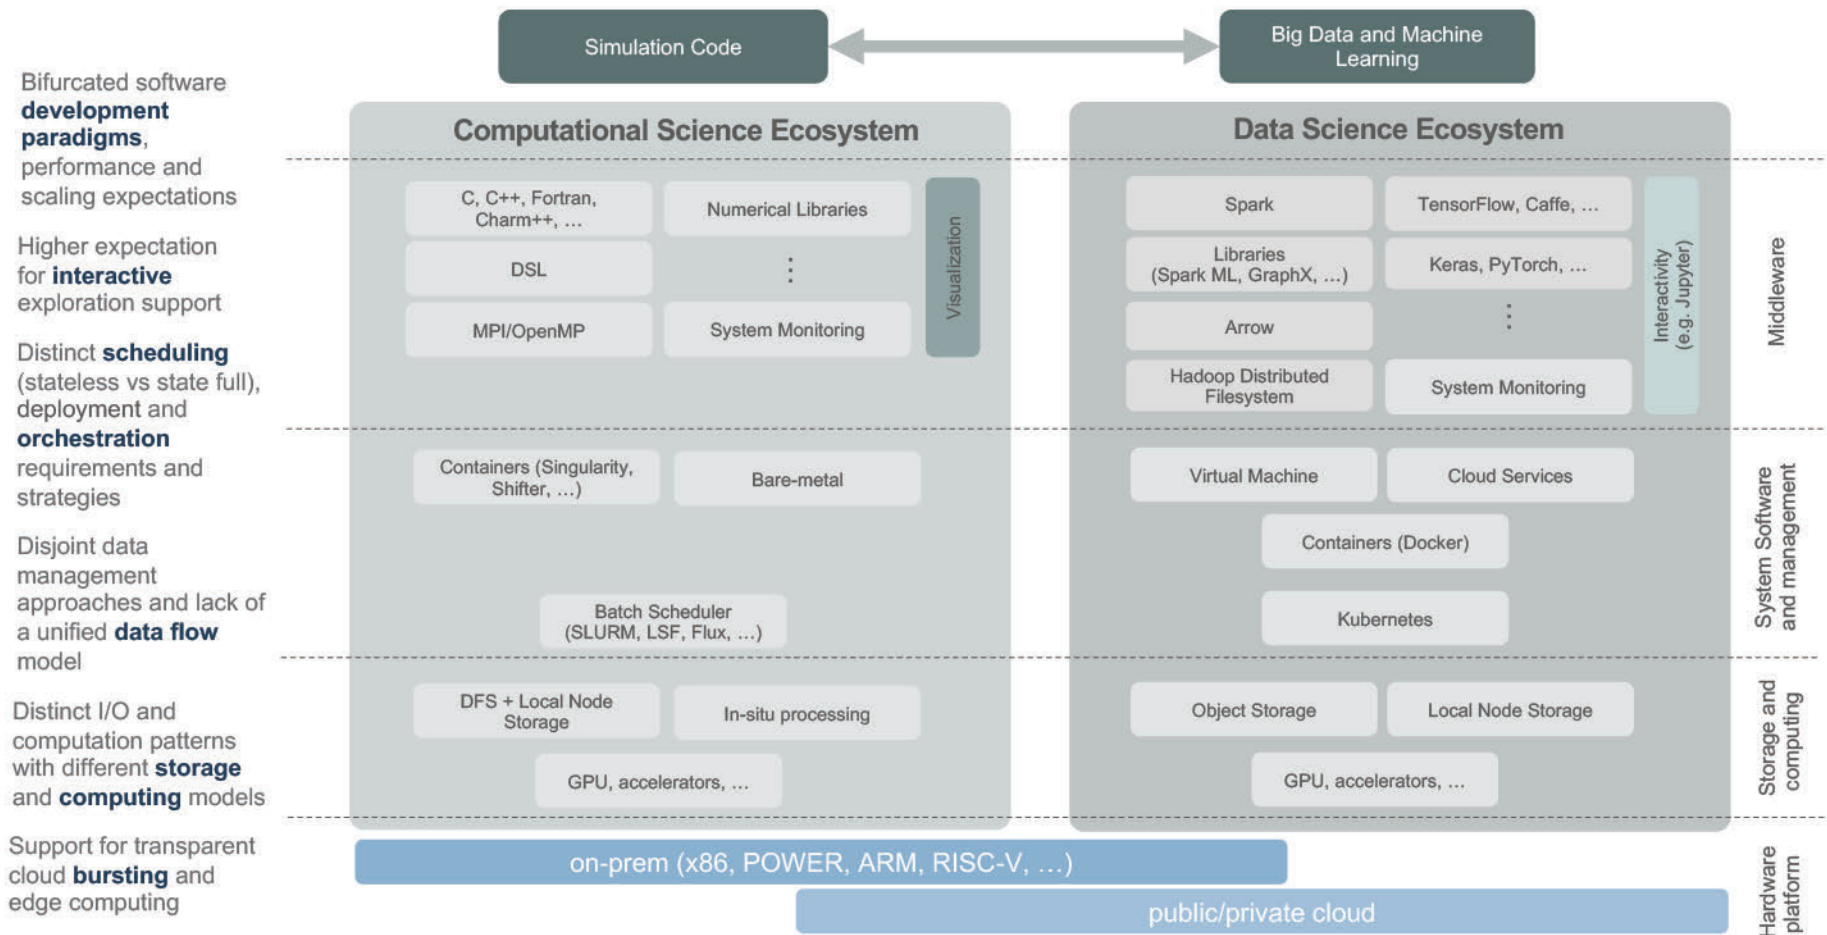 Simulation Code
Big Data and Machine
Learning
Bifurcated software
development
paradigms,
performance and
scaling expectations
Higher expectation
for interactive
exploration support
Distinct scheduling
(stateless vs state full),
deployment and
orchestration
requirements and
strategies
Disjoint data
management
approaches and lack of
a unified data flow
model
Distinct I/O and
computation patterns
with different storage
and computing models
Support for transparent
cloud bursting and
edge computing
Computational Science Ecosystem
C, C++, Fortran,
Charm++, …
Numerical Libraries
DSL
⋮
MPI/OpenMP
System Monitoring
Visualization
Containers (Singularity,
Shifter, …)
Bare-metal
Batch Scheduler
(SLURM, LSF, Flux, …)
DFS + Local Node
Storage
In-situ processing
GPU, accelerators, …
Data Science Ecosystem
Spark
TensorFlow, Caffe, …
Libraries
(Spark ML, GraphX, …)
Keras, PyTorch, …
Arrow
⋮
Hadoop Distributed
Filesystem
System Monitoring
Interactivity
(e.g. Jupyter)
Virtual Machine
Cloud Services
Containers (Docker)
Kubernetes
Object Storage
Local Node Storage
GPU, accelerators, …
Middleware
System Software
and management
Storage and
computing
Hardware
platform
on-prem (x86, POWER, ARM, RISC-V, …)
public/private cloud